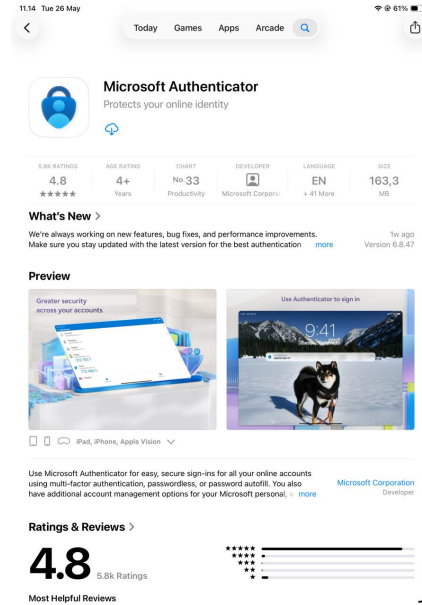 11.14 Tue 26 May
61%
Today Games Apps Arcade
Microsoft Authenticator
Protects your online identity
5.8K RATINGS
4.8
★★★★★
AGE RATING
4+
Years
CHART
No.33
Productivity
DEVELOPER
Microsoft Corpora
LANGUAGE
EN
+ 41 More
SIZE
163,3
MB
What's New >
We're always working on new features, bug fixes, and performance improvements.
Make sure you stay updated with the latest version for the best authentication more
1w ago
Version 6.8.47
Preview
Greater security
across your accounts
Use Authenticator to sign in
9:41
iPad, iPhone, Apple Vision
Use Microsoft Authenticator for easy, secure sign-ins for all your online accounts
using multi-factor authentication, passwordless, or password autofill. You also
have additional account management options for your Microsoft personal, more
Microsoft Corporation
Developer
Ratings & Reviews >
4.8 5.8k Ratings
★★★★★
★★★★
★★★
★★
★
Most Helpful Reviews